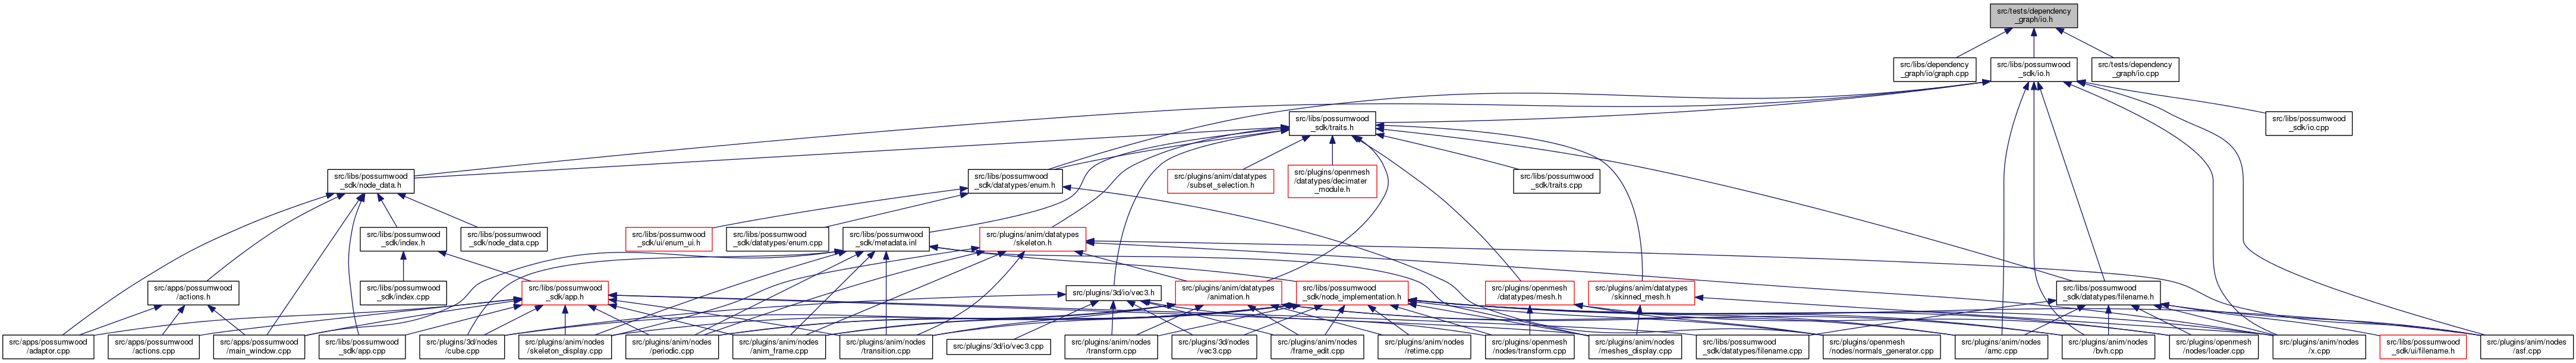 src/tests/dependency
_graph/io.h
src/libs/dependency
_graph/io/graph.cpp
src/libs/possumwood
_sdk/io.h
src/tests/dependency
_graph/io.cpp
src/libs/possumwood
_sdk/traits.h
src/libs/possumwood
_sdk/io.cpp
src/libs/possumwood
_sdk/node_data.h
src/libs/possumwood
_sdk/datatypes/enum.h
src/plugins/anim/datatypes
/subset_selection.h
src/plugins/openmesh
/datatypes/decimater
_module.h
src/libs/possumwood
_sdk/traits.cpp
src/libs/possumwood
_sdk/index.h
src/libs/possumwood
_sdk/node_data.cpp
src/libs/possumwood
_sdk/ui/enum_ui.h
src/libs/possumwood
_sdk/datatypes/enum.cpp
src/libs/possumwood
_sdk/metadata.inl
src/plugins/anim/datatypes
/skeleton.h
src/apps/possumwood
/actions.h
src/libs/possumwood
_sdk/index.cpp
src/libs/possumwood
_sdk/app.h
src/plugins/3d/io/vec3.h
src/plugins/anim/datatypes
/animation.h
src/libs/possumwood
_sdk/node_implementation.h
src/plugins/openmesh
/datatypes/mesh.h
src/plugins/anim/datatypes
/skinned_mesh.h
src/libs/possumwood
_sdk/datatypes/filename.h
src/apps/possumwood
/adaptor.cpp
src/apps/possumwood
/actions.cpp
src/apps/possumwood
/main_window.cpp
src/libs/possumwood
_sdk/app.cpp
src/plugins/3d/nodes
/cube.cpp
src/plugins/anim/nodes
/skeleton_display.cpp
src/plugins/anim/nodes
/periodic.cpp
src/plugins/anim/nodes
/anim_frame.cpp
src/plugins/anim/nodes
/transition.cpp
src/plugins/3d/io/vec3.cpp
src/plugins/anim/nodes
/transform.cpp
src/plugins/3d/nodes
/vec3.cpp
src/plugins/anim/nodes
/frame_edit.cpp
src/plugins/anim/nodes
/retime.cpp
src/plugins/openmesh
/nodes/transform.cpp
src/plugins/anim/nodes
/meshes_display.cpp
src/libs/possumwood
_sdk/datatypes/filename.cpp
src/plugins/openmesh
/nodes/normals_generator.cpp
src/plugins/anim/nodes
/amc.cpp
src/plugins/anim/nodes
/bvh.cpp
src/plugins/openmesh
/nodes/loader.cpp
src/plugins/anim/nodes
/x.cpp
src/libs/possumwood
_sdk/ui/filename.h
src/plugins/anim/nodes
/asf.cpp